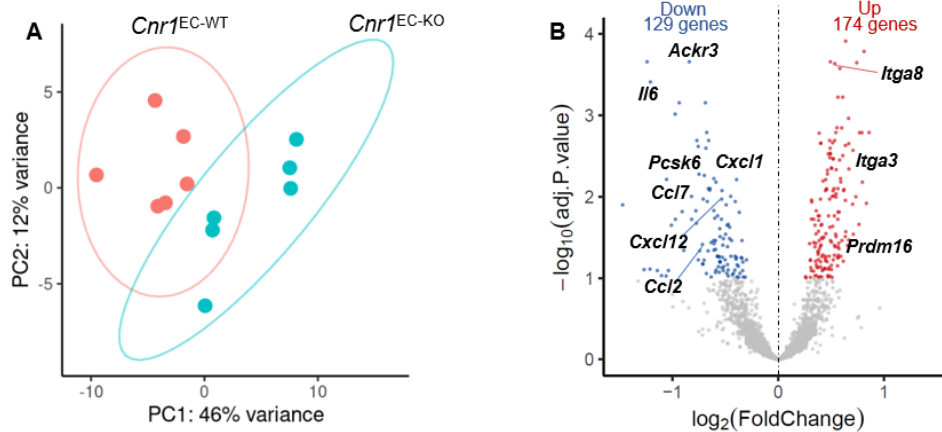 A
Cnr1EC-WT
Cnr1EC-KO
PC2: 12% variance
5
0
-5
-10
0
10
PC1: 46% variance
B
Down
129 genes
Up
174 genes
Ackr3
Itga8
Il6
Pcsk6
Cxcl1
Itga3
Ccl7
Cxcl12
Prdm16
Ccl2
−log10(adj.P.value)
4
3
2
1
0
−1
0
1
log2(FoldChange)